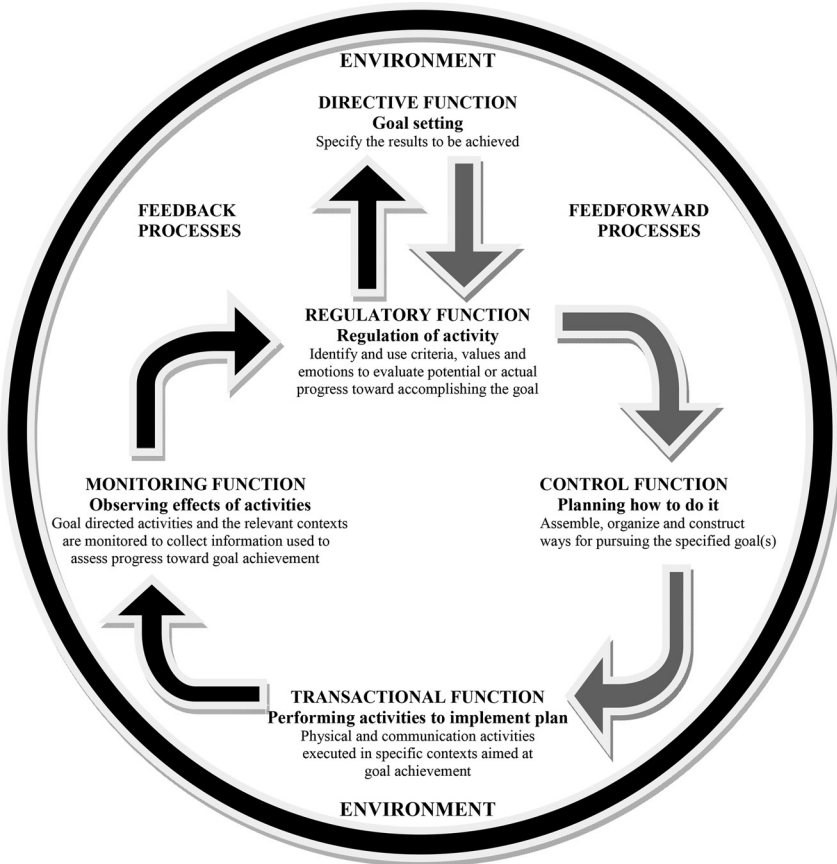 ENVIRONMENT
DIRECTIVE FUNCTION
Goal setting
Specify the results to be achieved
FEEDBACK
PROCESSES
FEEDFORWARD
PROCESSES
REGULATORY FUNCTION
Regulation of activity
Identify and use criteria, values and
emotions to evaluate potential or actual
progress toward accomplishing the goal
MONITORING FUNCTION
Observing effects of activities
Goal directed activities and the relevant contexts
are monitored to collect information used to
assess progress toward goal achievement
CONTROL FUNCTION
Planning how to do it
Assemble, organize and construct
ways for pursuing the specified goal(s)
TRANSACTIONAL FUNCTION
Performing activities to implement plan
Physical and communication activities
executed in specific contexts aimed at
goal achievement
ENVIRONMENT